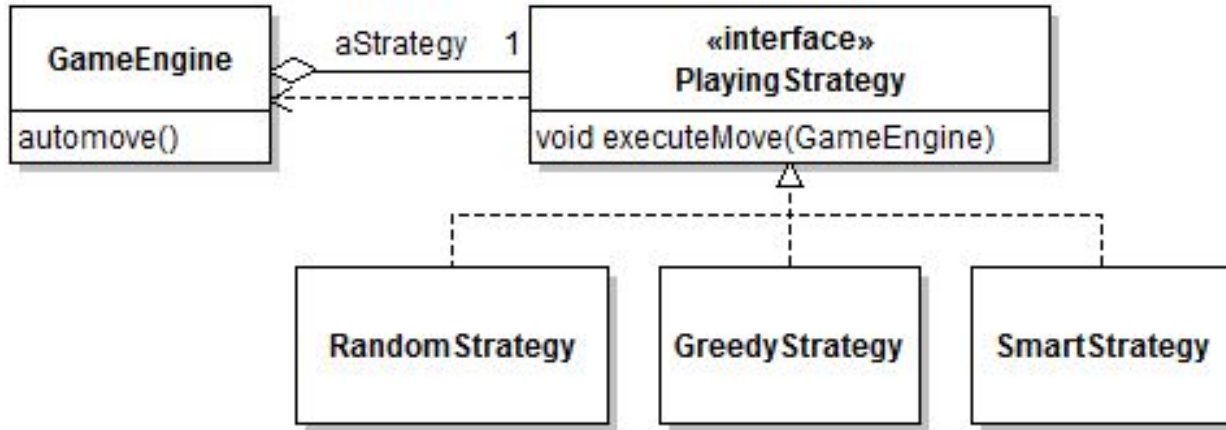 GameEngine
automove()
aStrategy 1
«interface»
PlayingStrategy
void executeMove(GameEngine)
RandomStrategy
GreedyStrategy
SmartStrategy